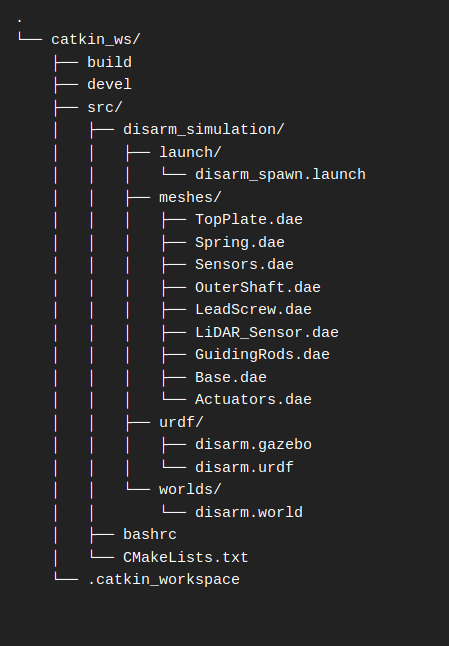 .
└── catkin_ws/
    ├── build
    ├── devel
    ├── src/
    │   ├── disarm_simulation/
    │   │   ├── launch/
    │   │   │   └── disarm_spawn.launch
    │   │   ├── meshes/
    │   │   │   ├── TopPlate.dae
    │   │   │   ├── Spring.dae
    │   │   │   ├── Sensors.dae
    │   │   │   ├── OuterShaft.dae
    │   │   │   ├── LeadScrew.dae
    │   │   │   ├── LiDAR_Sensor.dae
    │   │   │   ├── GuidingRods.dae
    │   │   │   ├── Base.dae
    │   │   │   └── Actuators.dae
    │   │   ├── urdf/
    │   │   │   ├── disarm.gazebo
    │   │   │   └── disarm.urdf
    │   │   └── worlds/
    │   │       └── disarm.world
    │   ├── bashrc
    │   └── CMakeLists.txt
    └── .catkin_workspace